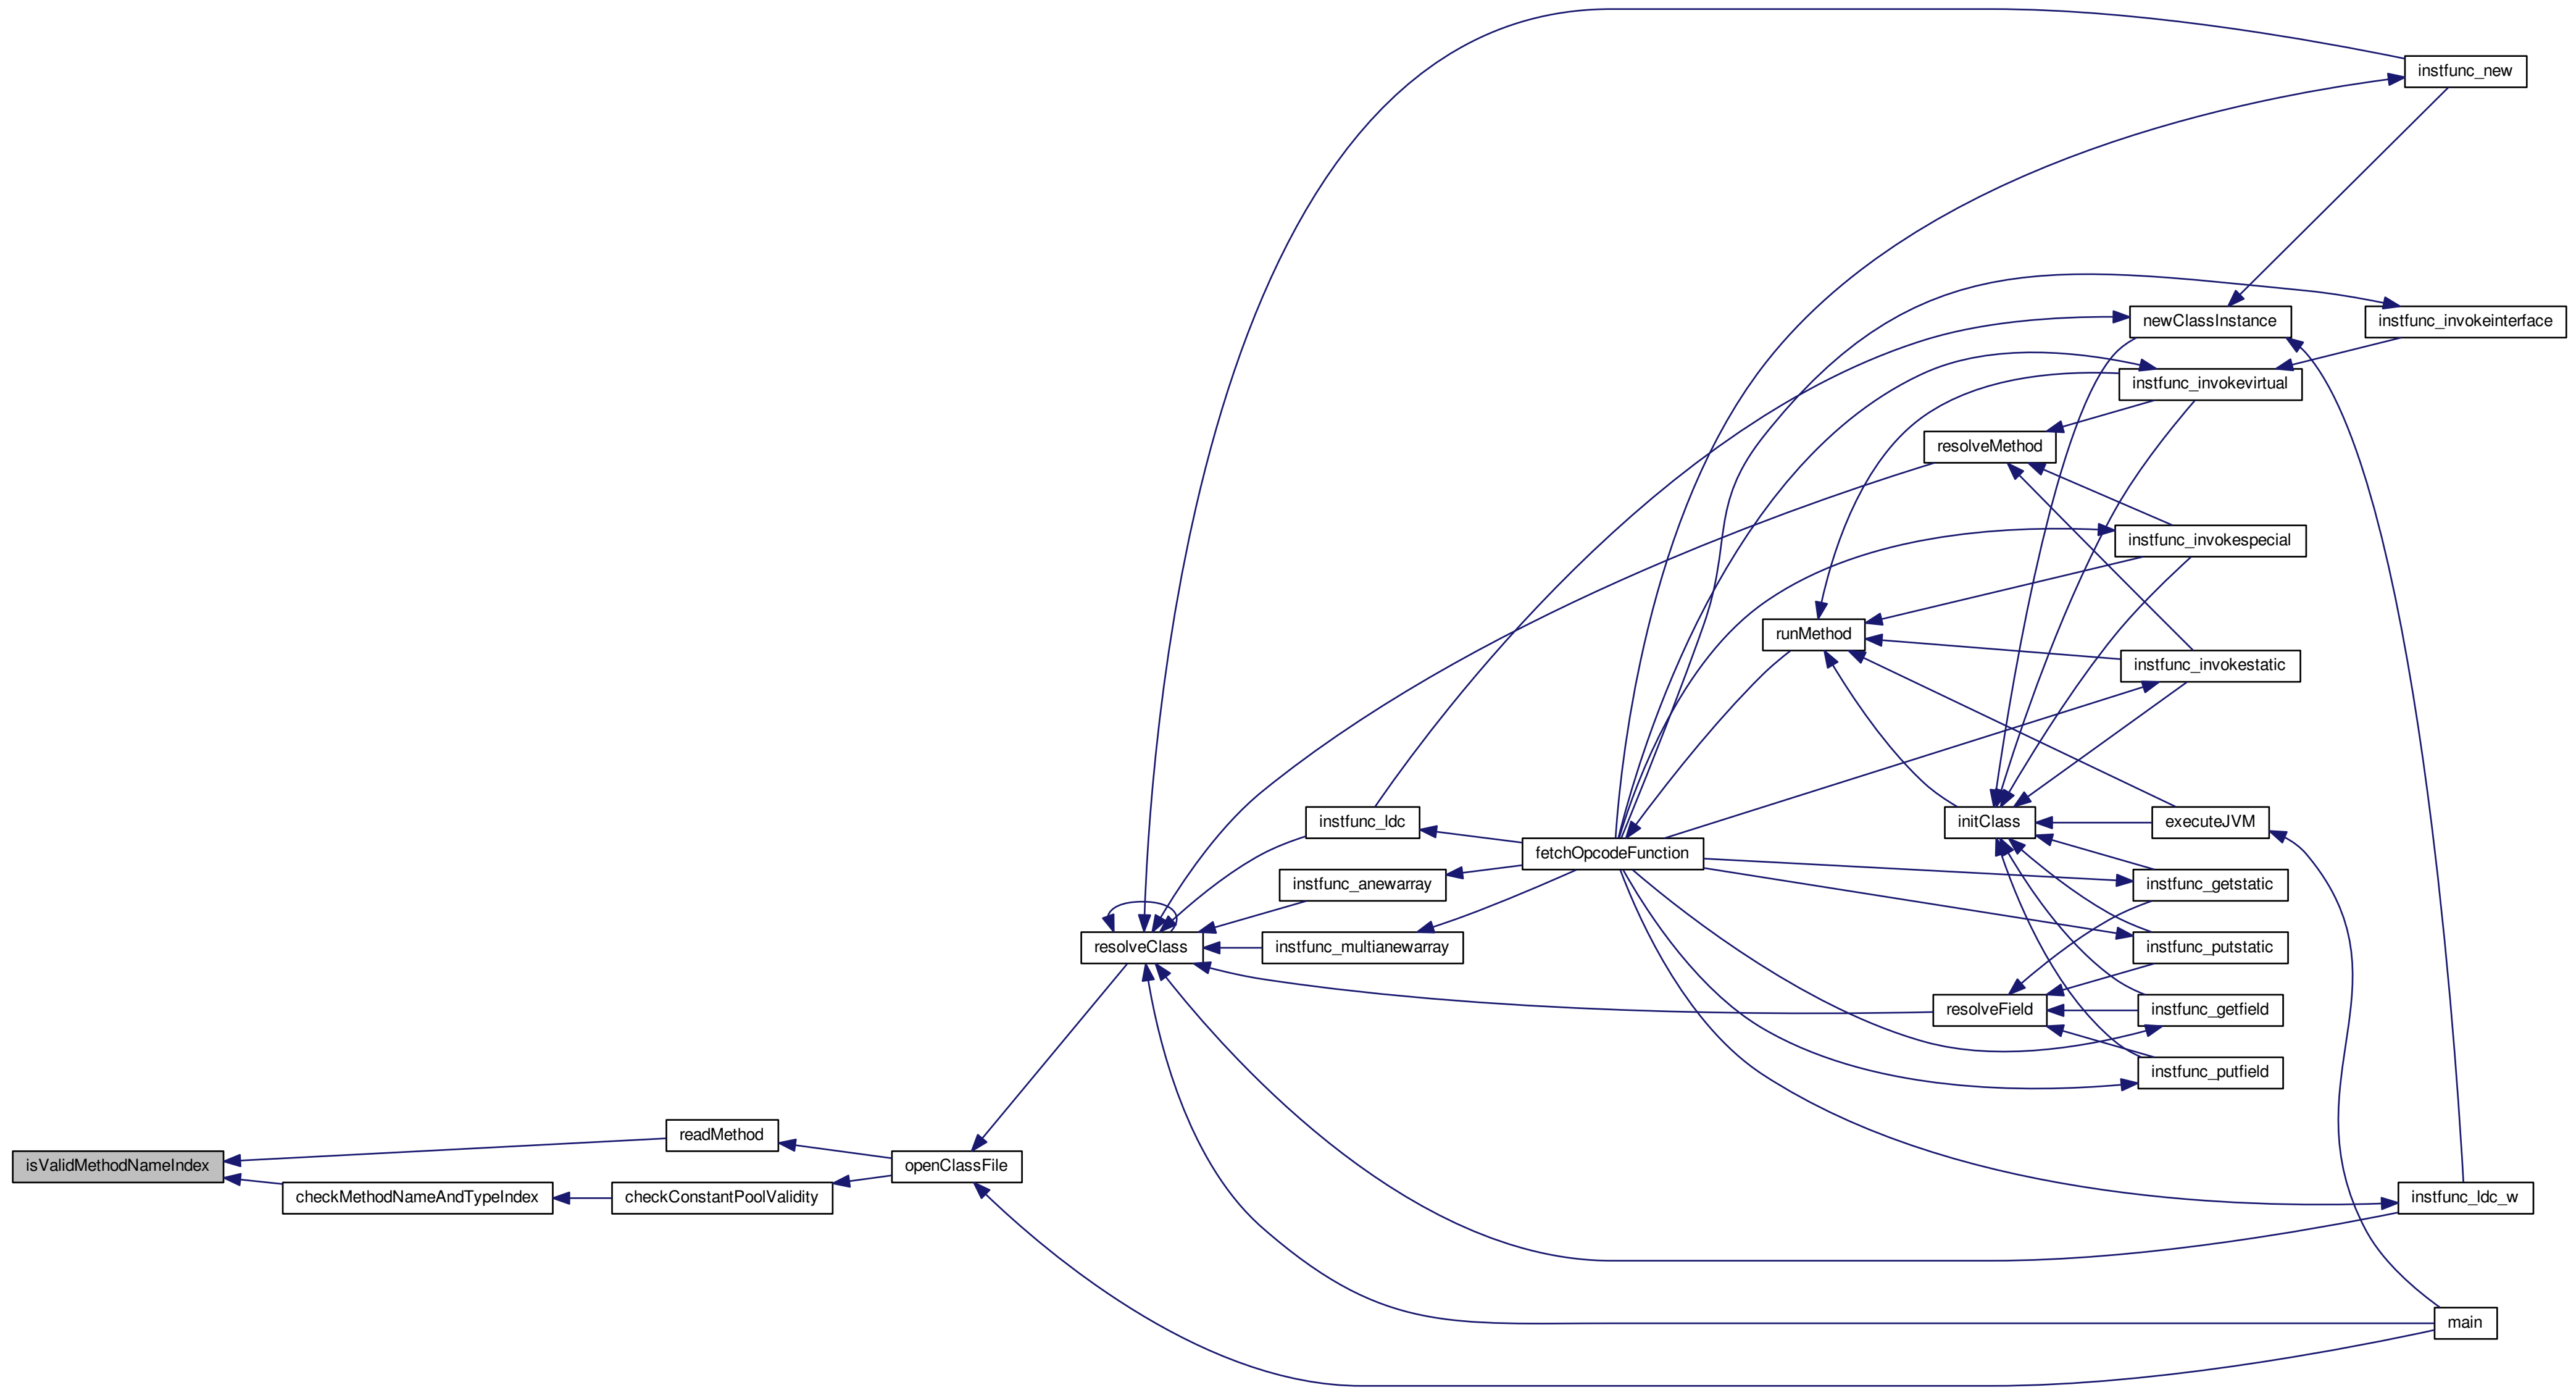 instfunc_new
newClassInstance
instfunc_invokeinterface
instfunc_invokevirtual
resolveMethod
instfunc_invokespecial
runMethod
instfunc_invokestatic
instfunc_ldc
initClass
executeJVM
fetchOpcodeFunction
instfunc_anewarray
instfunc_getstatic
resolveClass
instfunc_multianewarray
instfunc_putstatic
resolveField
instfunc_getfield
instfunc_putfield
readMethod
isValidMethodNameIndex
openClassFile
checkMethodNameAndTypeIndex
checkConstantPoolValidity
instfunc_ldc_w
main